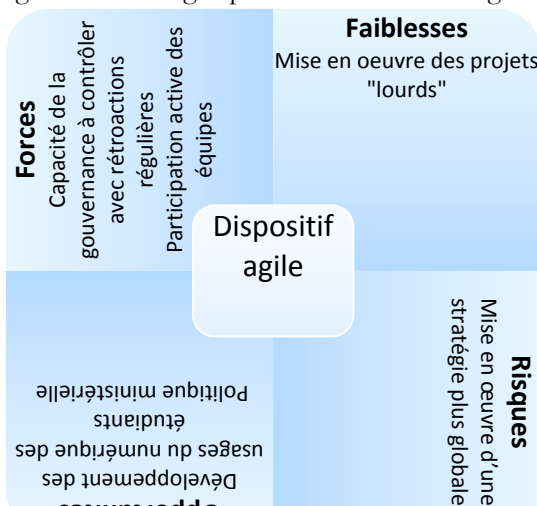 Forces
Capacité de la
gouvernance à contrôler
avec rétroactions
régulières
Participation active des
équipes
Faiblesses
Mise en oeuvre des projets
"lourds"
Dispositif
agile
Risques
Mise en œuvre d'une
stratégie plus globale
Développement des
usages du numérique des
étudiants
Politique ministérielle